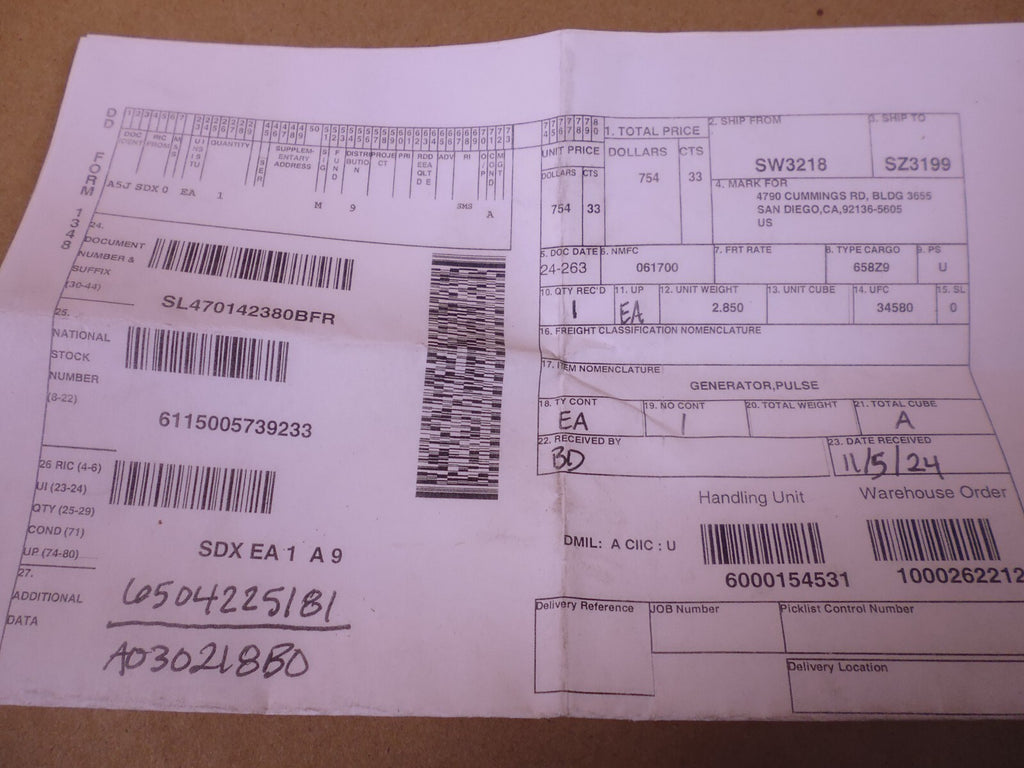 DD FORM 1348
DOC IDENT
RIC FROM
M&S
UNIT ISS
QUANTITY
SER
SUPPLEMENTARY ADDRESS
SIG
FUND
DISTRIBUTION
PROJECT
PRI
ADV
RI
O/P
COND
MGT
A5J SDX 0 EA 1
M 9 SMS A
UNIT PRICE
DOLLARS CTS
754 33
1. TOTAL PRICE
DOLLARS CTS
754 33
2. SHIP FROM
SW3218
3. SHIP TO
SZ3199
4. MARK FOR
4790 CUMMINGS RD, BLDG 3655
SAN DIEGO,CA,92136-5605
US
5. DOC DATE
24-263
6. NMFC
061700
7. FRT RATE
8. TYPE CARGO
658Z9
9. PS
U
10. QTY REC'D
1
11. UP
EA
12. UNIT WEIGHT
2.850
13. UNIT CUBE
14. UFC
34580
15. SL
0
16. FREIGHT CLASSIFICATION NOMENCLATURE
17. ITEM NOMENCLATURE
GENERATOR,PULSE
18. TY CONT
EA
19. NO CONT
1
20. TOTAL WEIGHT
21. TOTAL CUBE
A
22. RECEIVED BY
BD
23. DATE RECEIVED
11/5/24
24.
DOCUMENT
NUMBER &
SUFFIX
(30-44)
SL470142380BFR
25.
NATIONAL
STOCK
NUMBER
(8-22)
6115005739233
26 RIC (4-6)
UI (23-24)
QTY (25-29)
COND (71)
UP (74-80)
SDX EA 1 A 9
27.
ADDITIONAL
DATA
6504225181
A030218B0
Handling Unit
Warehouse Order
DMIL: A CIIC : U
6000154531
1000262212
Delivery Reference
JOB Number
Picklist Control Number
Delivery Location